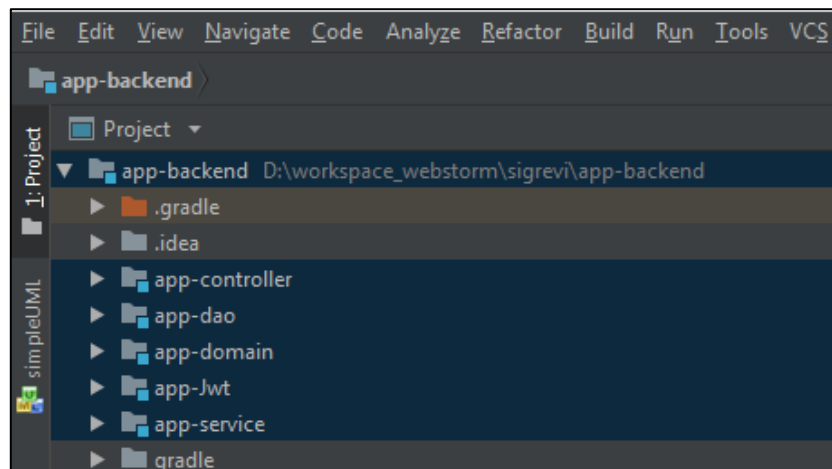 File Edit View Navigate Code Analyze Refactor Build Run Tools VCS
app-backend
1: Project
Project
app-backend D:\workspace_webstorm\sigrevi\app-backend
.gradle
.idea
app-controller
app-dao
app-domain
app-Jwt
app-service
gradle
simpleUML